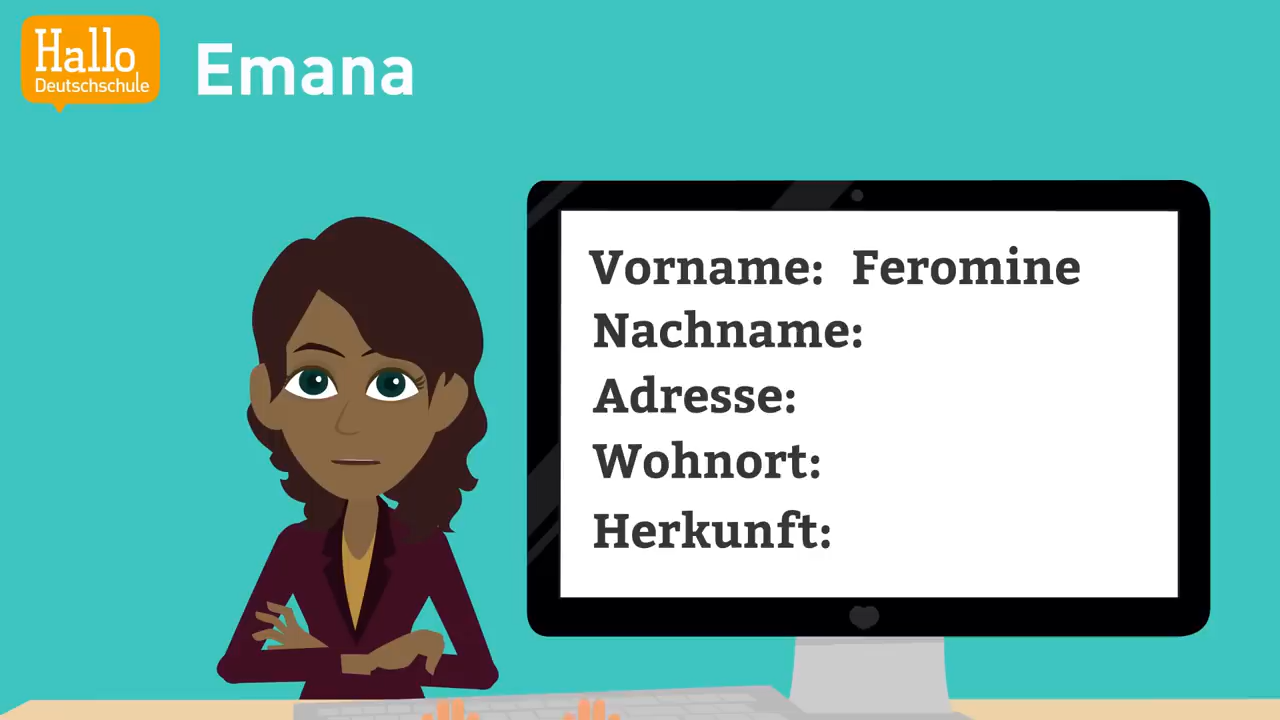 Hallo
Deutschschule
Emana
Vorname: Feromine
Nachname:
Adresse:
Wohnort:
Herkunft: